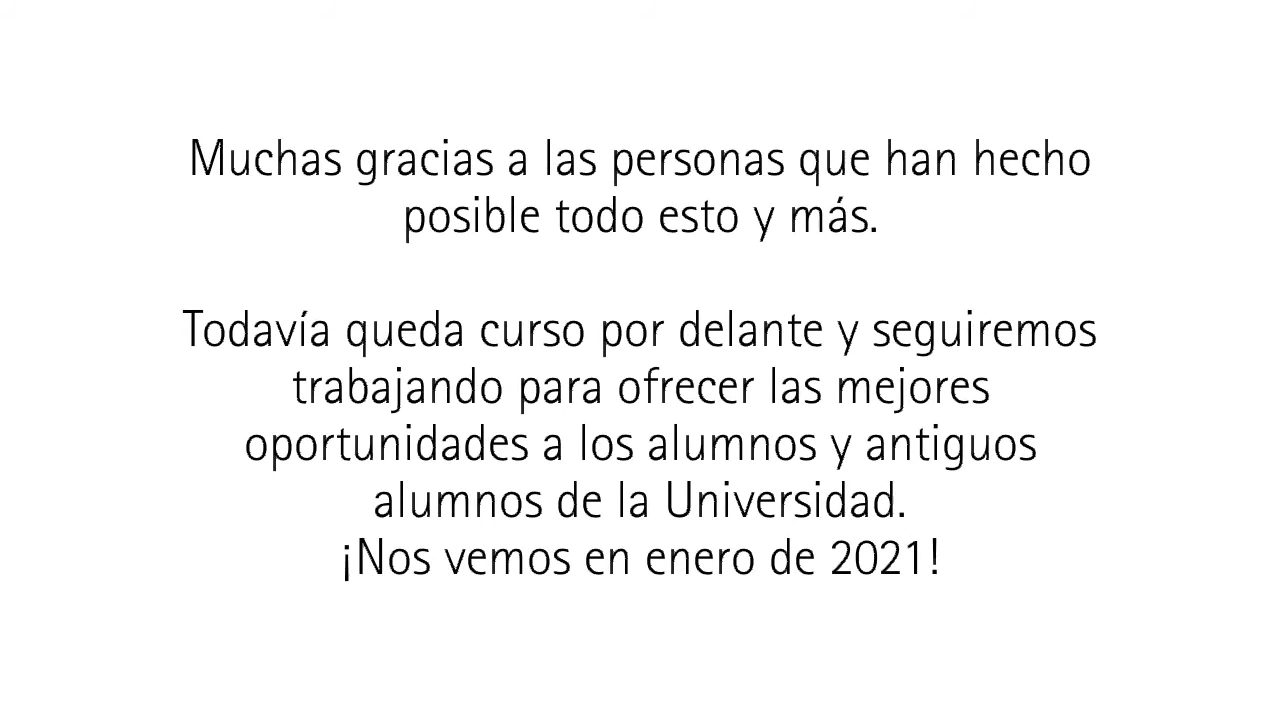 Muchas gracias a las personas que han hecho
posible todo esto y más.
Todavía queda curso por delante y seguiremos
trabajando para ofrecer las mejores
oportunidades a los alumnos y antiguos
alumnos de la Universidad.
¡Nos vemos en enero de 2021!